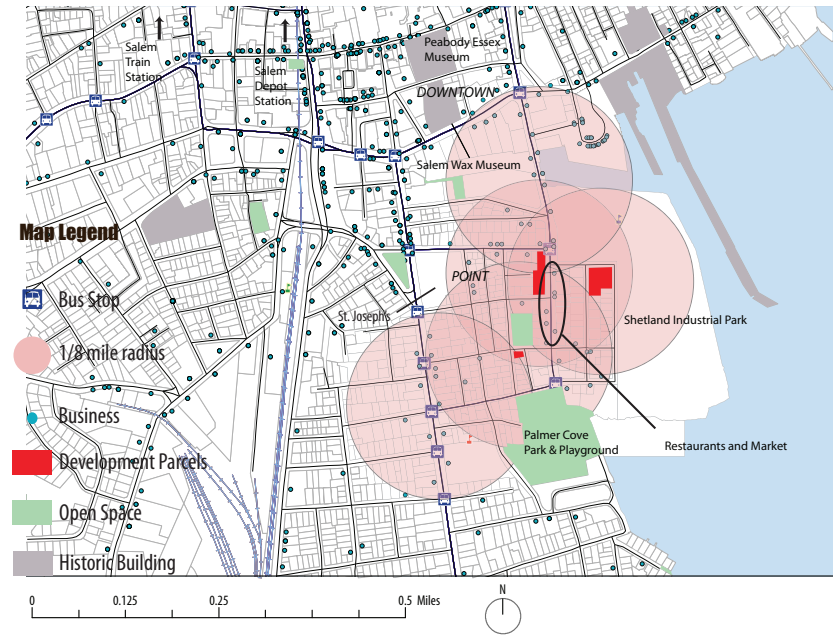 Salem
Train
Station
Salem
Depot
Station
Peabody Essex
Museum
DOWNTOWN
Salem Wax Museum
Map Legend
Bus Stop
1/8 mile radius
Business
Development Parcels
Open Space
Historic Building
POINT
St. Joseph's
Shetland Industrial Park
Palmer Cove
Park & Playground
Restaurants and Market
0 0.125 0.25 0.5 Miles
N